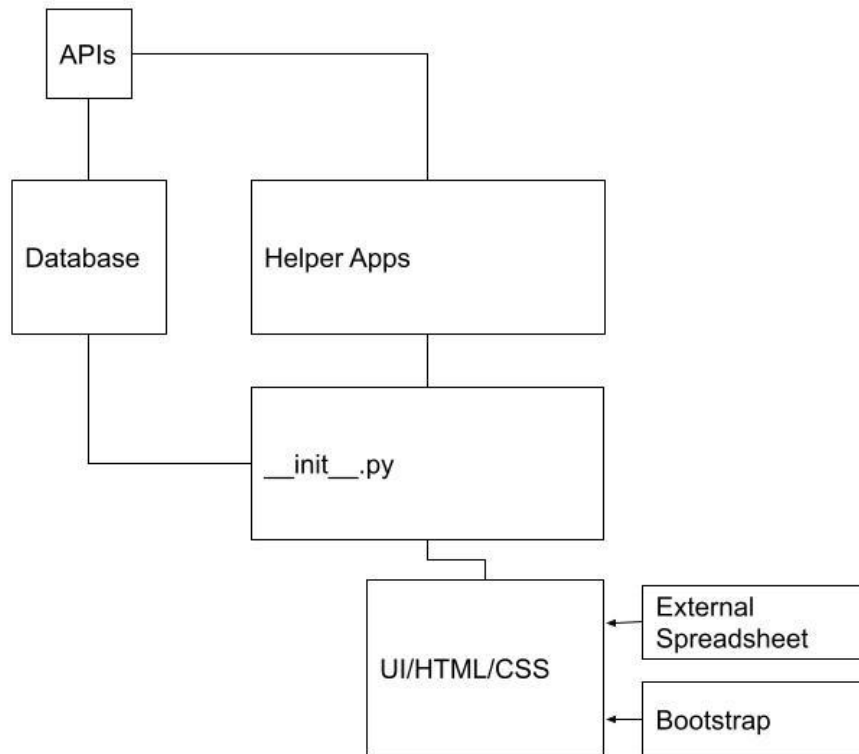 APIs
Database
Helper Apps
__init__.py
UI/HTML/CSS
External
Spreadsheet
Bootstrap